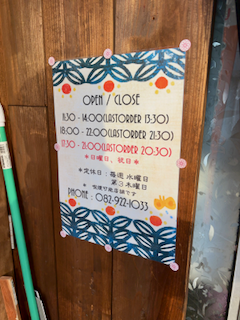 OPEN / CLOSE
11:30 - 14:00(LASTORDER 13:30)
18:00 - 22:00(LASTORDER 21:30)
17:30 - 21:00(LASTORDER 20:30)
＊日曜日、祝日＊
＊定休日：毎週 水曜日
第３木曜日
PHONE : 082-922-1033